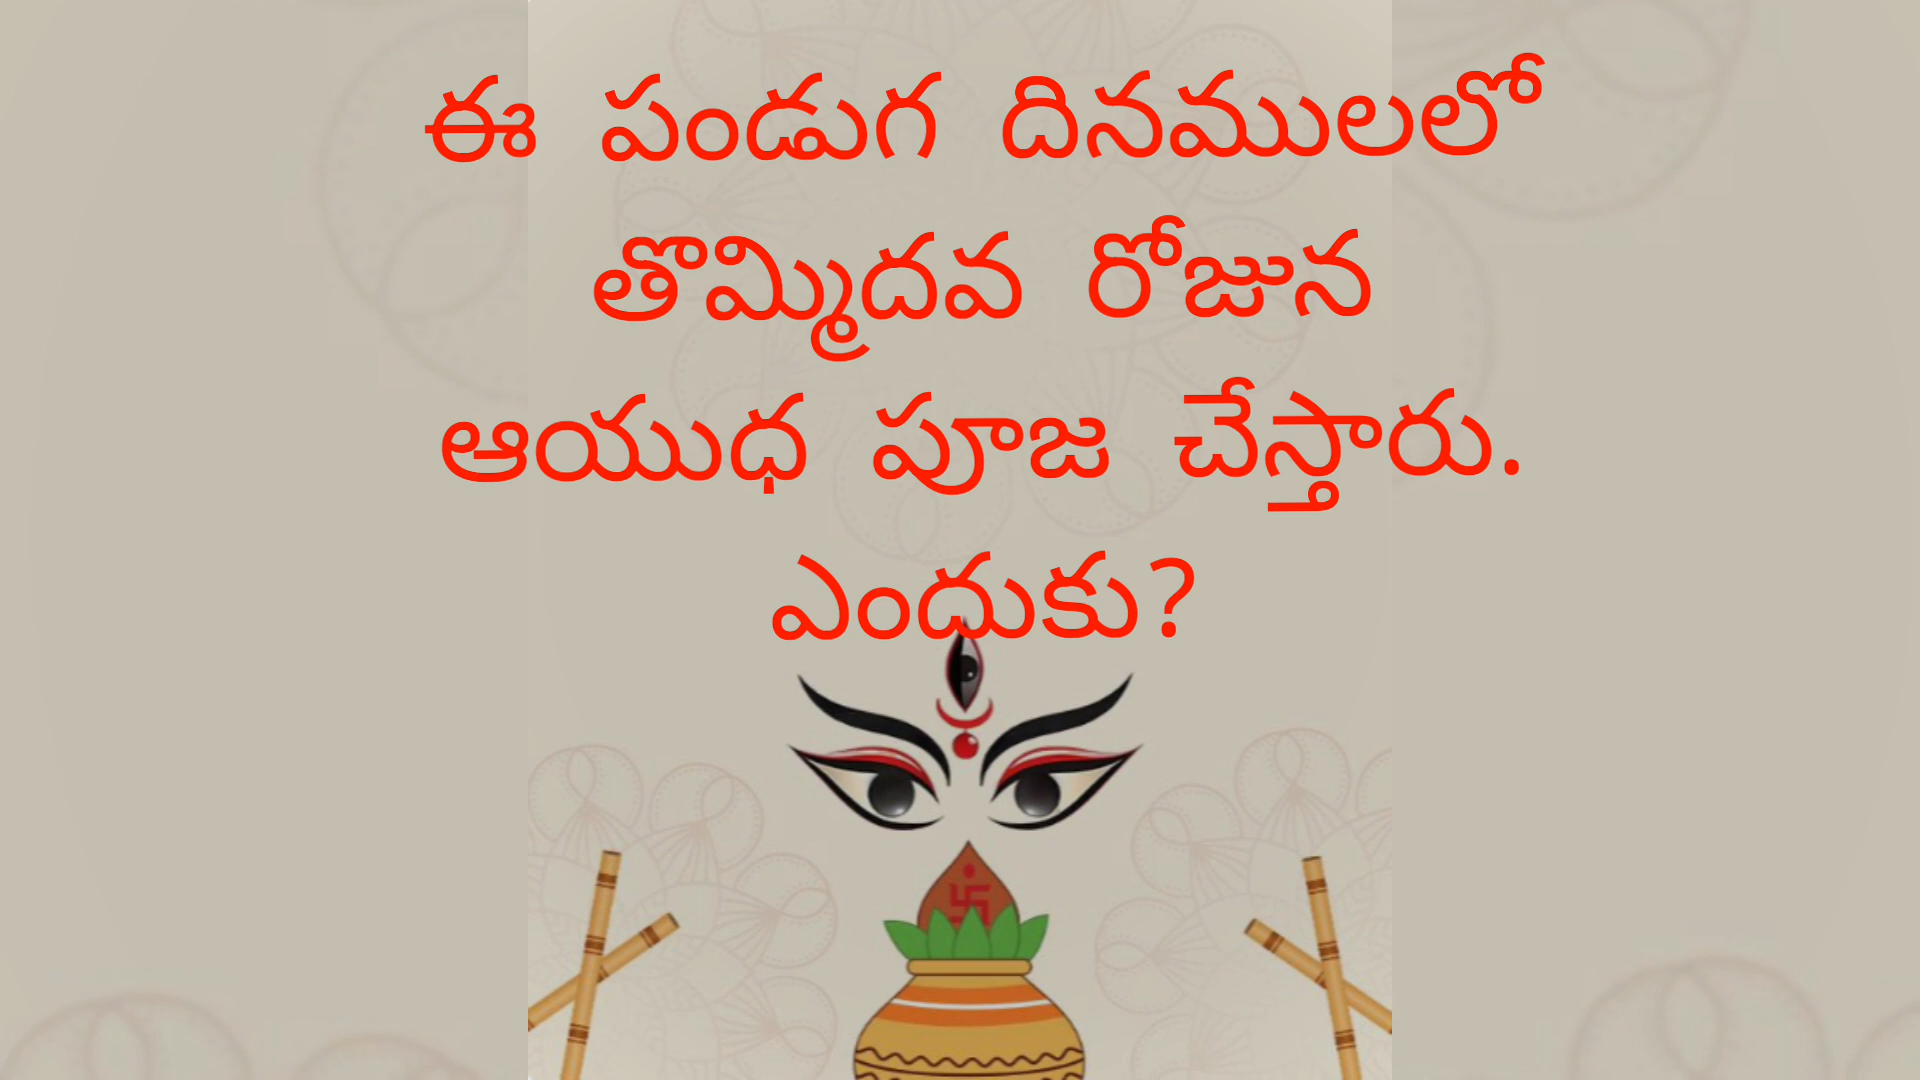 ఈ పండుగ దినములలో
తొమ్మిదవ రోజున
ఆయుధ పూజ చేస్తారు.
ఎందుకు?